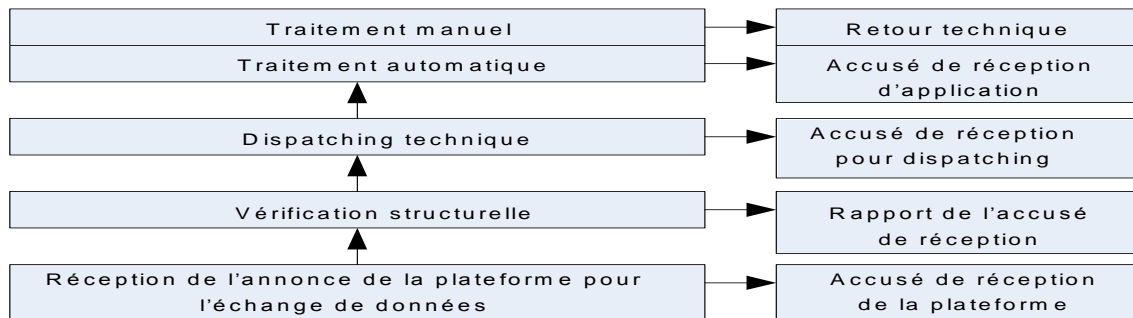 Traitement manuel
Retour technique
Traitement automatique
Accusé de réception
d'application
Dispatching technique
Accusé de réception
pour dispatching
Vérification structurelle
Rapport de l'accusé
de réception
Réception de l'annonce de la plateforme pour
l'échange de données
Accusé de réception
de la plateforme